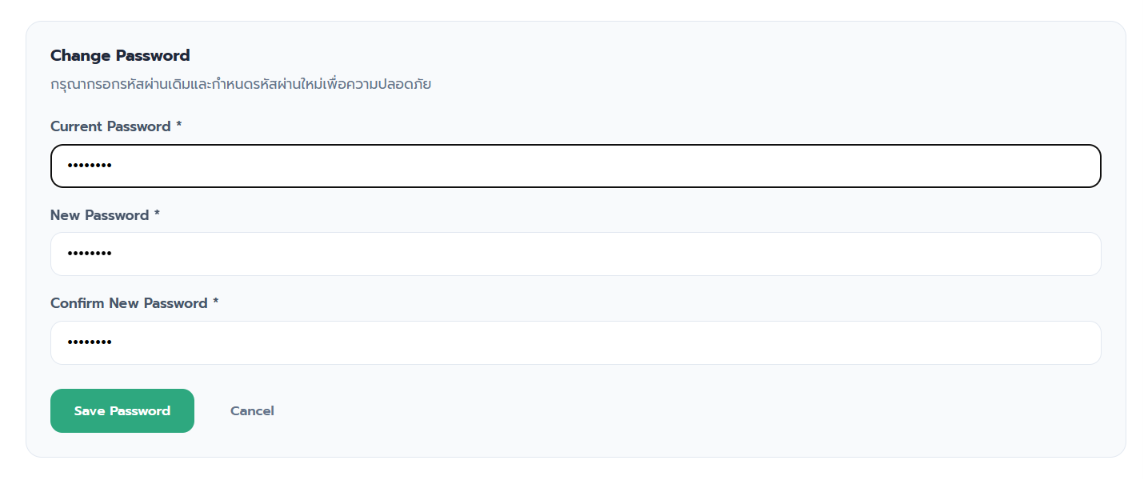 Change Password
กรุณากรอกรหัสผ่านเดิมและกำหนดรหัสผ่านใหม่เพื่อความปลอดภัย
Current Password *
••••••••
New Password *
••••••••
Confirm New Password *
••••••••
Save Password Cancel